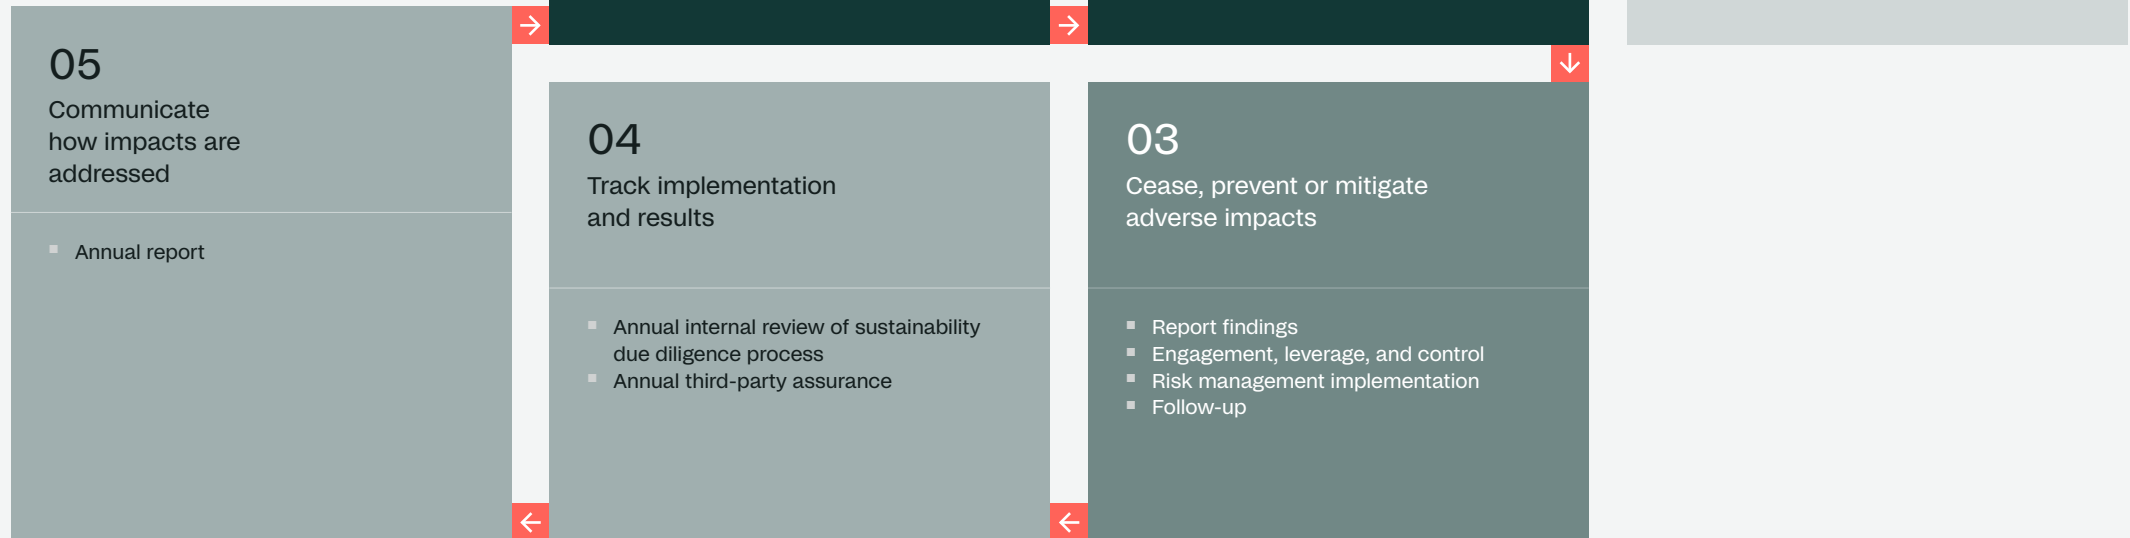 05
Communicate
how impacts are
addressed
Annual report
04
Track implementation
and results
Annual internal review of sustainability
due diligence process
Annual third-party assurance
03
Cease, prevent or mitigate
adverse impacts
Report findings
Engagement, leverage, and control
Risk management implementation
Follow-up